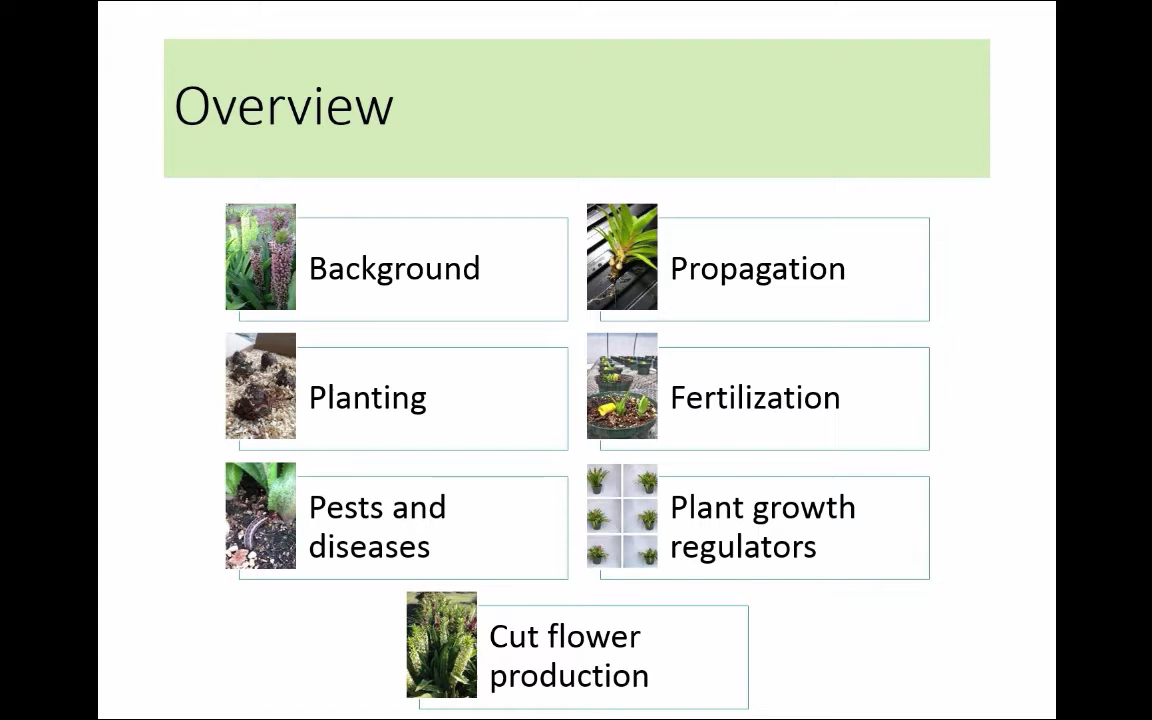 Overview
Background
Propagation
Planting
Fertilization
Pests and
diseases
Plant growth
regulators
Cut flower
production